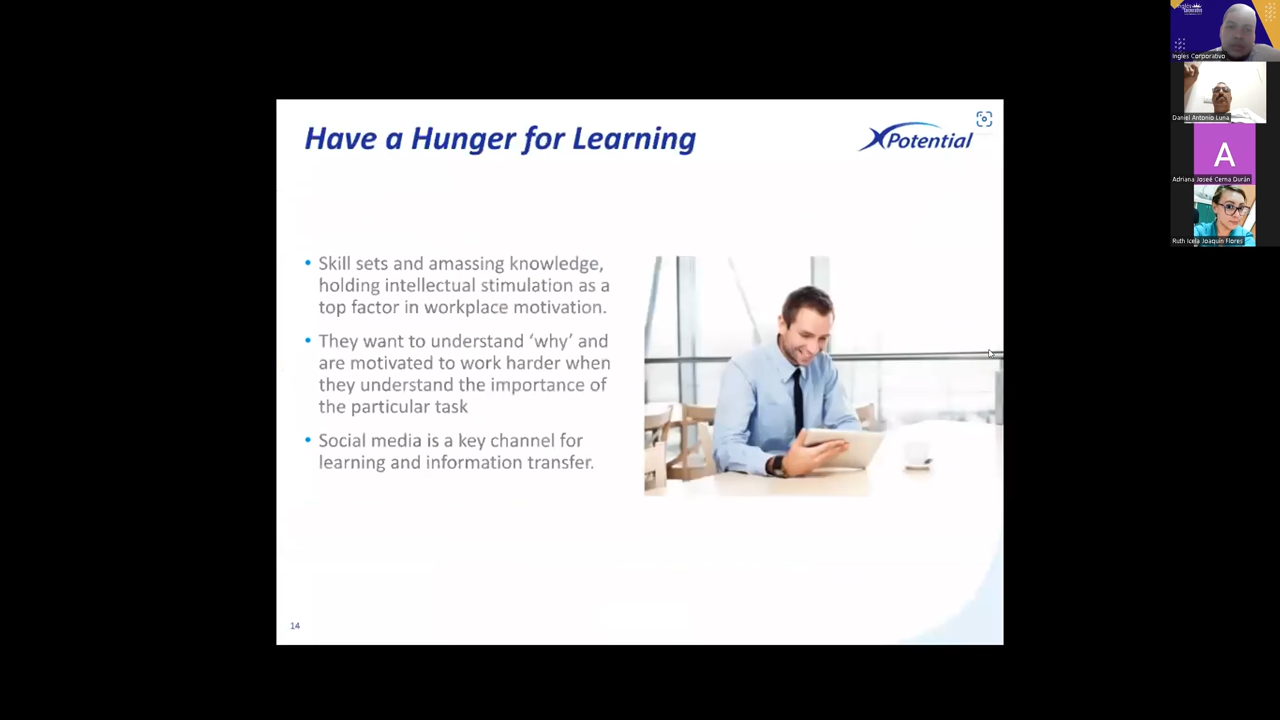 Have a Hunger for Learning
XPotential
Skill sets and amassing knowledge,
holding intellectual stimulation as a
top factor in workplace motivation.
They want to understand ‘why’ and
are motivated to work harder when
they understand the importance of
the particular task
Social media is a key channel for
learning and information transfer.
14
Ingles Corporativo
Daniel Antonio Luna
Adriana Joseé Cerna Durán
A
Ruth Icela Joaquin Flores